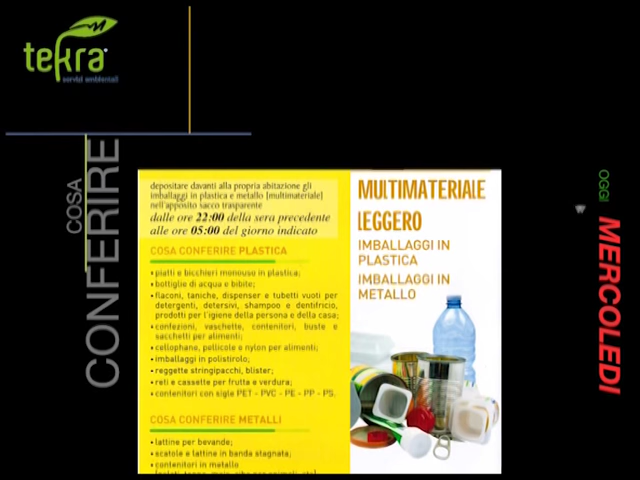 tekra
servizi ambientali
COSA
CONFERIRE
depositare davanti alla propria abitazione gli
imballaggi in plastica e metallo [multimateriale]
nell'apposito sacco trasparente
dalle ore 22:00 della sera precedente
alle ore 05:00 del giorno indicato
COSA CONFERIRE PLASTICA
• piatti e bicchieri monouso in plastica;
• bottiglie di acqua e bibite;
• flaconi, taniche, dispenser e tubetti vuoti per
detergenti, detersivi, shampoo e dentifricio,
prodotti per l'igiene della persona e della casa;
• confezioni, vaschette, contenitori, buste e
sacchetti per alimenti;
• cellophane, pellicole e nylon per alimenti;
• imballaggi in polistirolo;
• reggette stringipacchi, blister;
• reti e cassette per frutta e verdura;
• contenitori con sigle PET - PVC - PE - PP - PS.
COSA CONFERIRE METALLI
• lattine per bevande;
• scatole e lattine in banda stagnata;
• contenitori in metallo
MULTIMATERIALE
LEGGERO
IMBALLAGGI IN
PLASTICA
IMBALLAGGI IN
METALLO
OGGI
MERCOLEDI